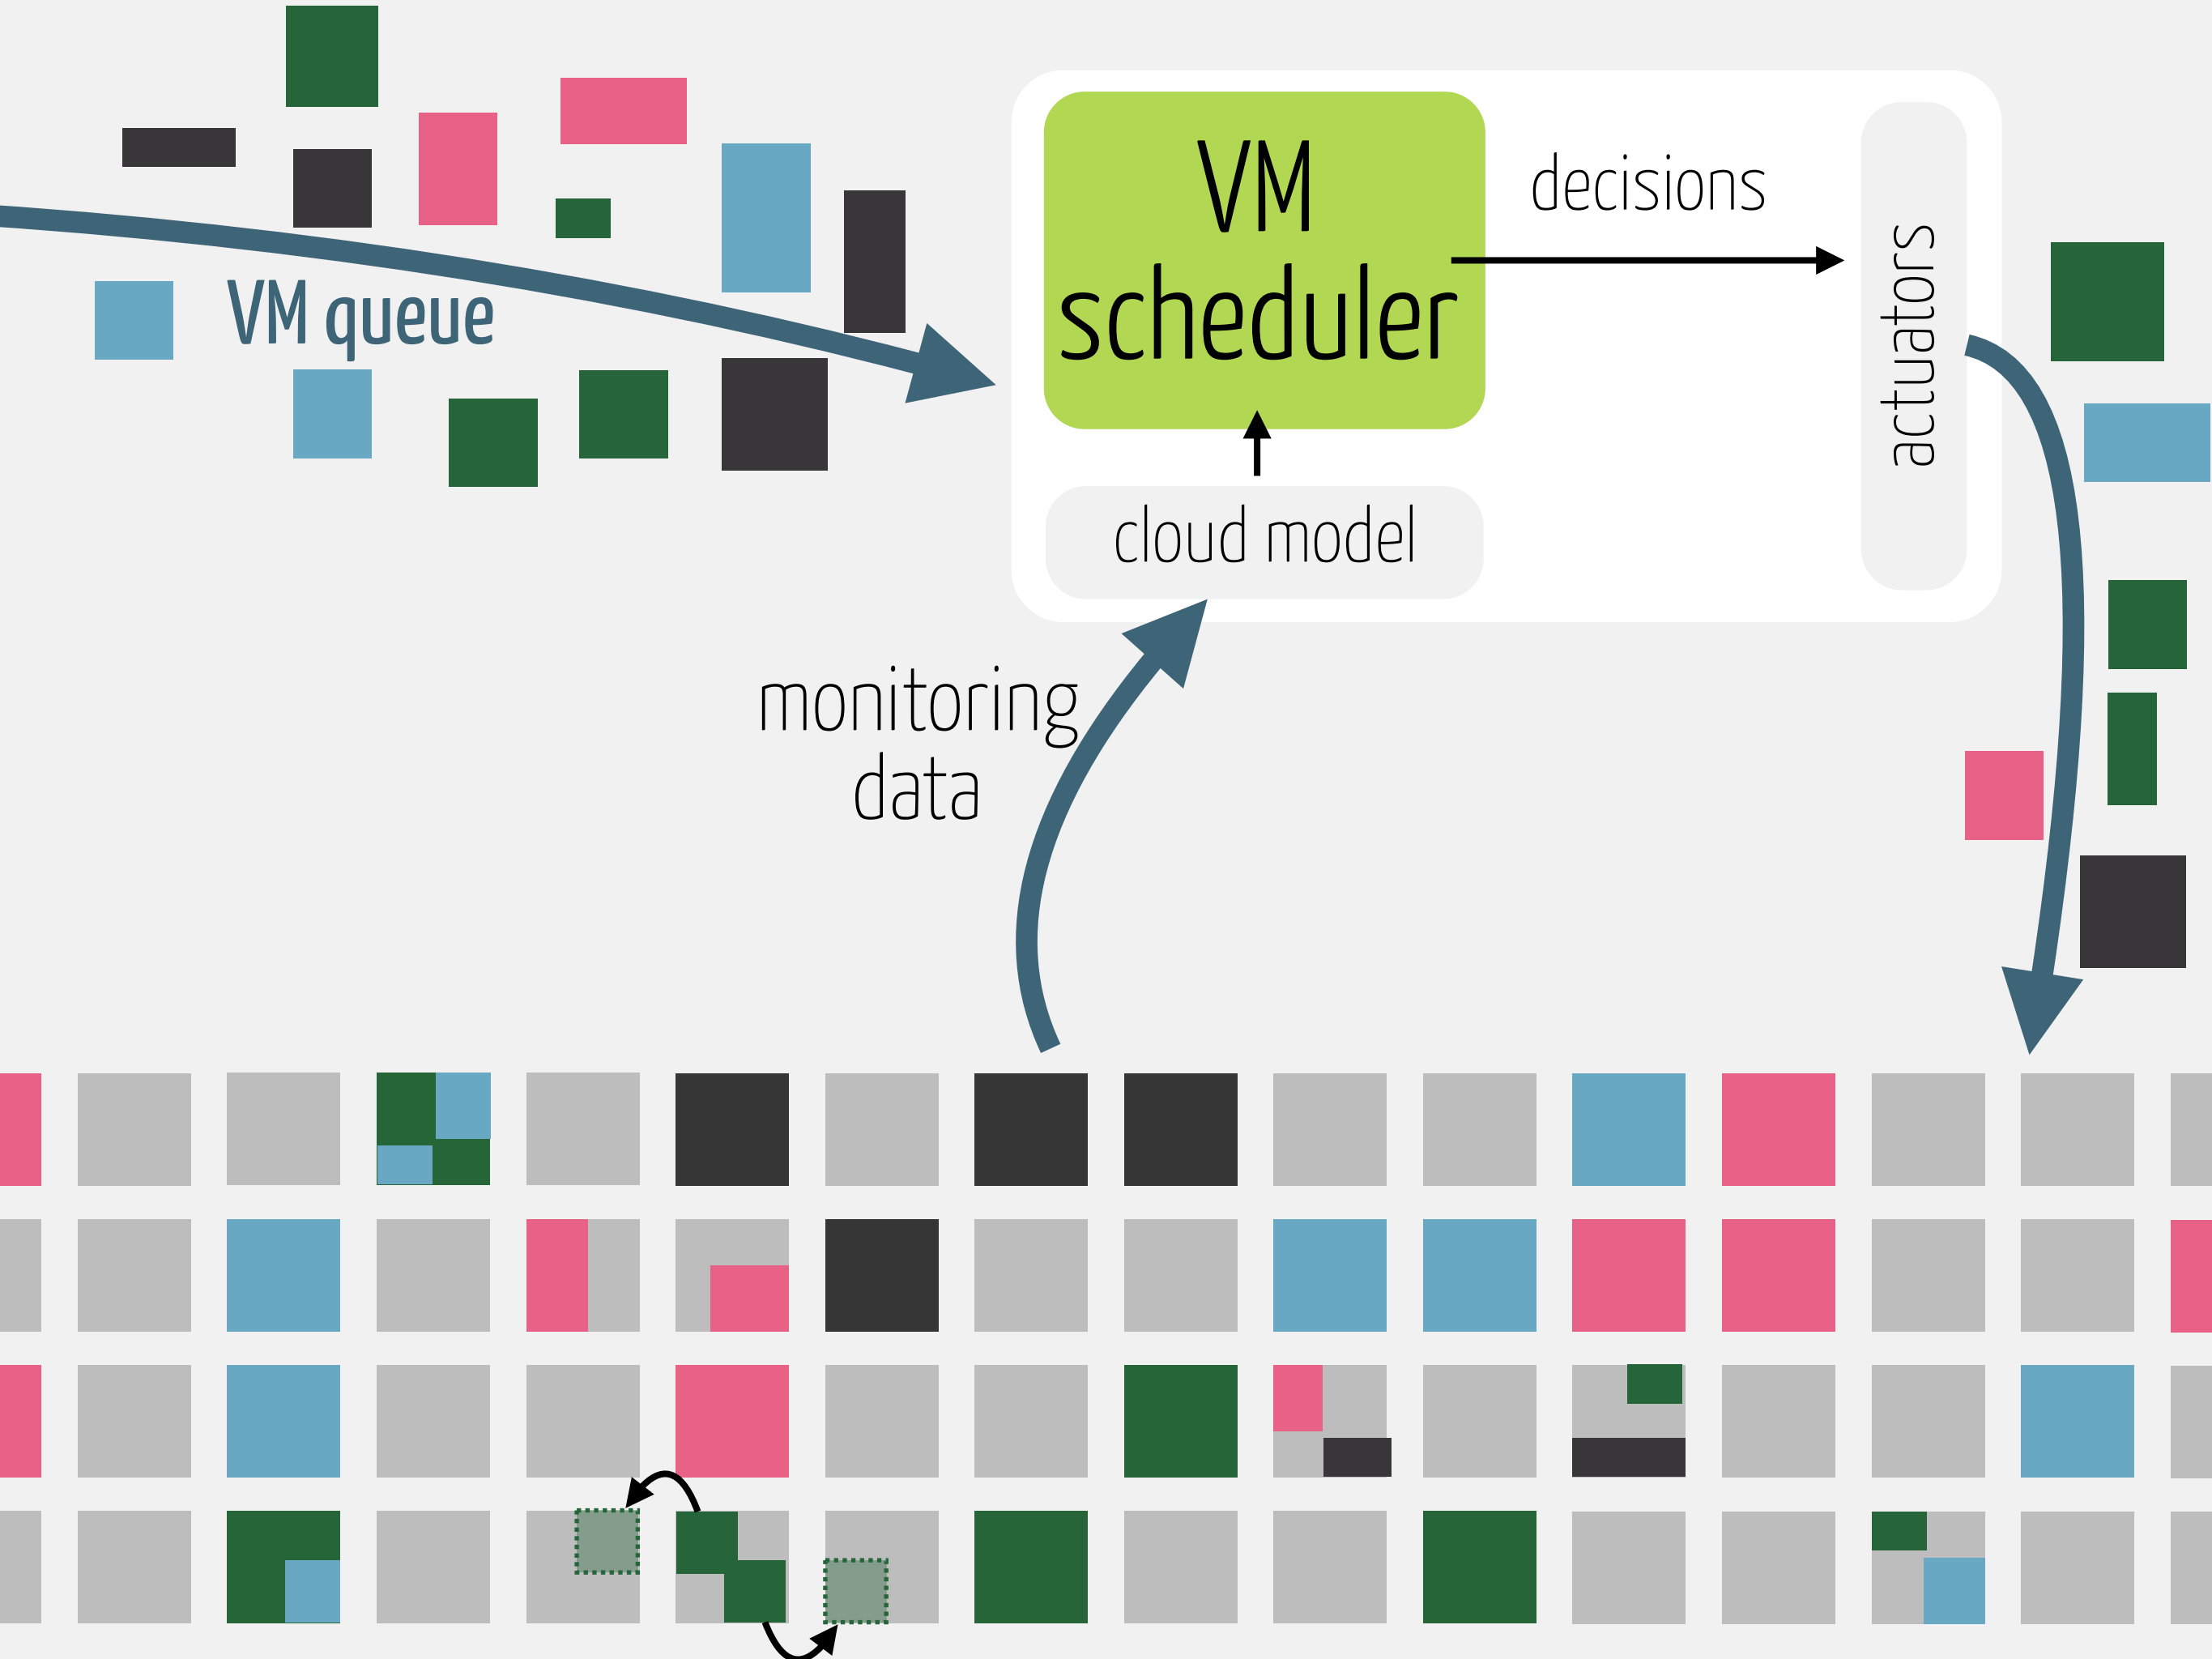 VM
scheduler
decisions
actuators
VM queue
cloud model
monitoring
data